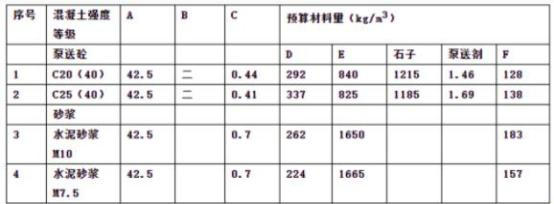 序号 混凝土强度等级 A B C 预算材料量（kg/m³）
泵送砼 D E 石子 泵送剂 F
1 C20（40） 42.5 二 0.44 292 840 1215 1.46 128
2 C25（40） 42.5 二 0.41 337 825 1185 1.69 138
砂浆
3 水泥砂浆 M10 42.5 0.7 262 1650 183
4 水泥砂浆 M7.5 42.5 0.7 224 1665 157